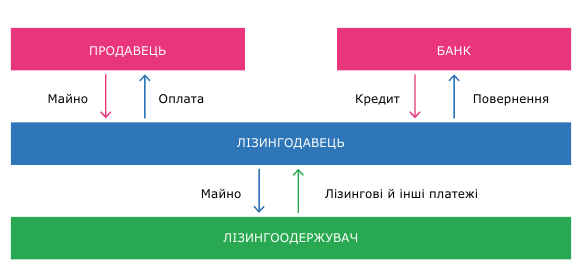 ПРОДАВЕЦЬ
БАНК
Майно
Оплата
Кредит
Повернення
ЛІЗИНГОДАВЕЦЬ
Майно
Лізингові й інші платежі
ЛІЗИНГООДЕРЖУВАЧ